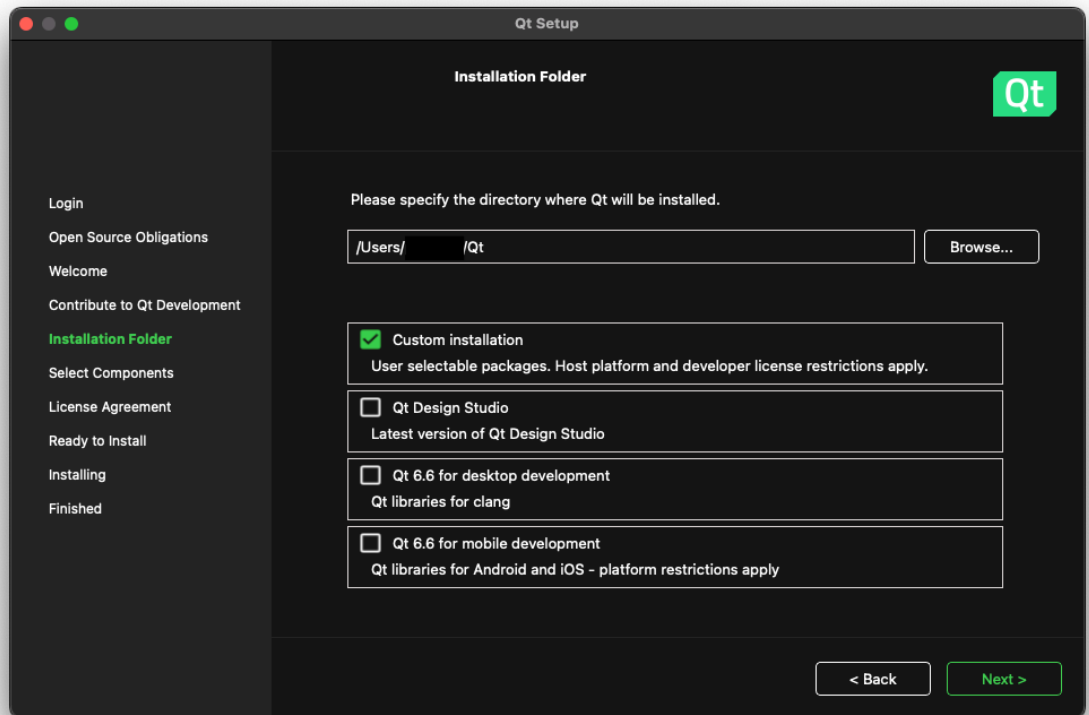 Qt Setup
Installation Folder
Qt
Login
Open Source Obligations
Welcome
Contribute to Qt Development
Installation Folder
Select Components
License Agreement
Ready to Install
Installing
Finished
Please specify the directory where Qt will be installed.
/Users/ /Qt
Browse...
Custom installation
User selectable packages. Host platform and developer license restrictions apply.
Qt Design Studio
Latest version of Qt Design Studio
Qt 6.6 for desktop development
Qt libraries for clang
Qt 6.6 for mobile development
Qt libraries for Android and iOS - platform restrictions apply
< Back
Next >